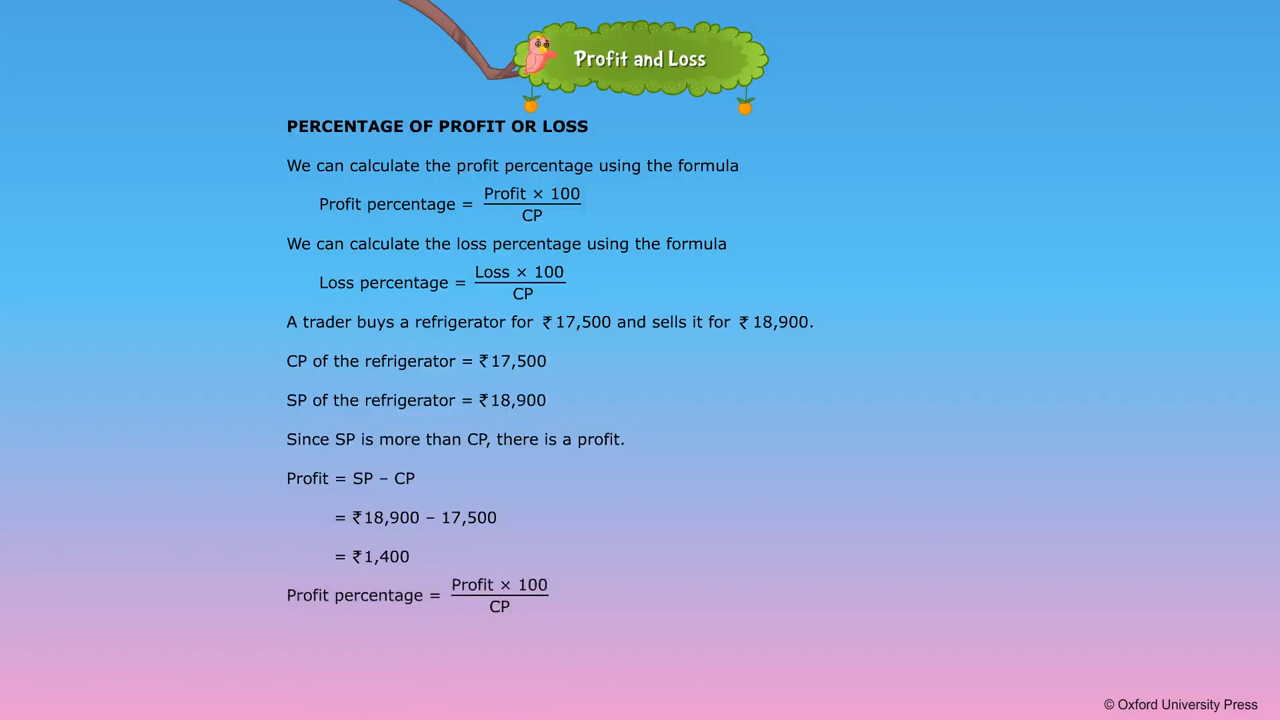 Profit and Loss
PERCENTAGE OF PROFIT OR LOSS
We can calculate the profit percentage using the formula
Profit percentage = Profit × 100 / CP
We can calculate the loss percentage using the formula
Loss percentage = Loss × 100 / CP
A trader buys a refrigerator for ₹17,500 and sells it for ₹18,900.
CP of the refrigerator = ₹17,500
SP of the refrigerator = ₹18,900
Since SP is more than CP, there is a profit.
Profit = SP – CP
= ₹18,900 – 17,500
= ₹1,400
Profit percentage = Profit × 100 / CP
© Oxford University Press